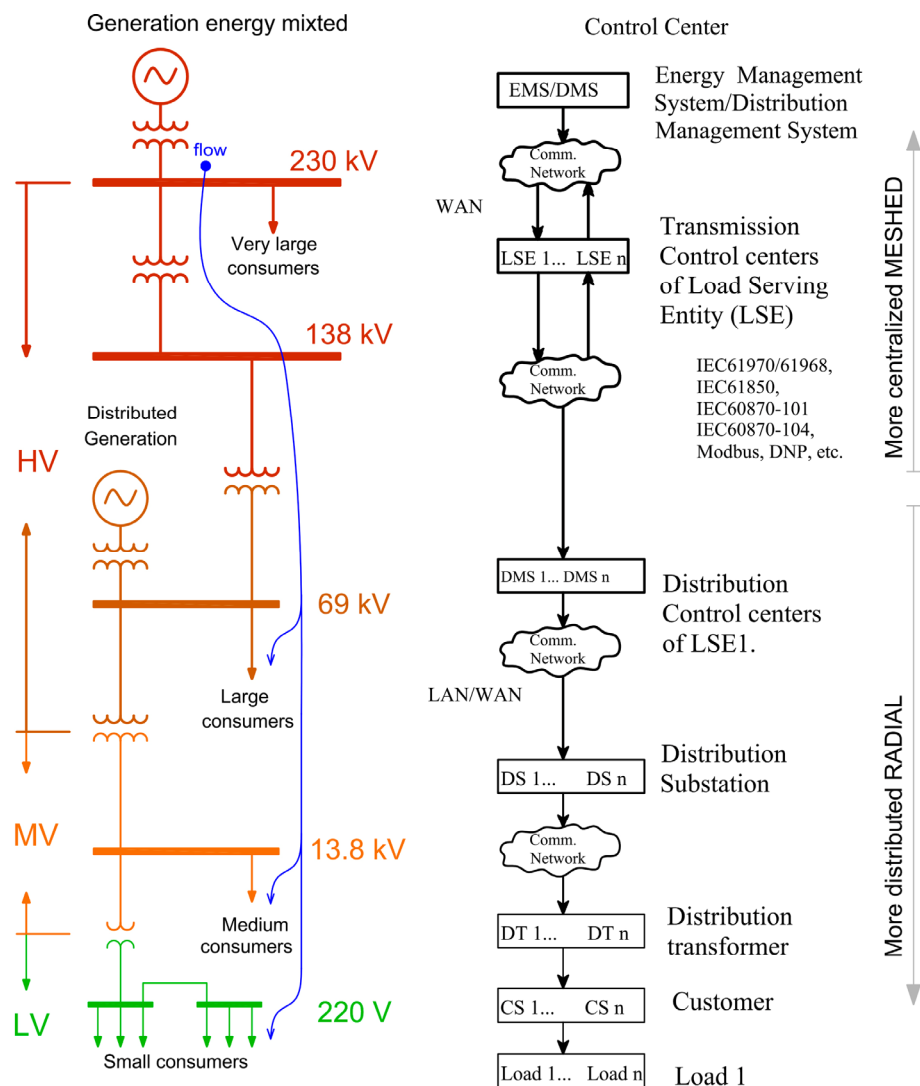 Generation energy mixted
flow
230 kV
Very large
consumers
138 kV
Distributed
Generation
HV
69 kV
Large
consumers
MV
13.8 kV
Medium
consumers
LV
220 V
Small consumers
Control Center
EMS/DMS
Energy Management
System/Distribution
Management System
Comm.
Network
WAN
LSE 1... LSE n
Transmission
Control centers
of Load Serving
Entity (LSE)
Comm.
Network
IEC61970/61968,
IEC61850,
IEC60870-101
IEC60870-104,
Modbus, DNP, etc.
DMS 1... DMS n
Distribution
Control centers
of LSE1.
Comm.
Network
LAN/WAN
DS 1... DS n
Distribution
Substation
Comm.
Network
DT 1... DT n
Distribution
transformer
CS 1... CS n
Customer
Load 1... Load n
Load 1
More centralized MESHED
More distributed RADIAL